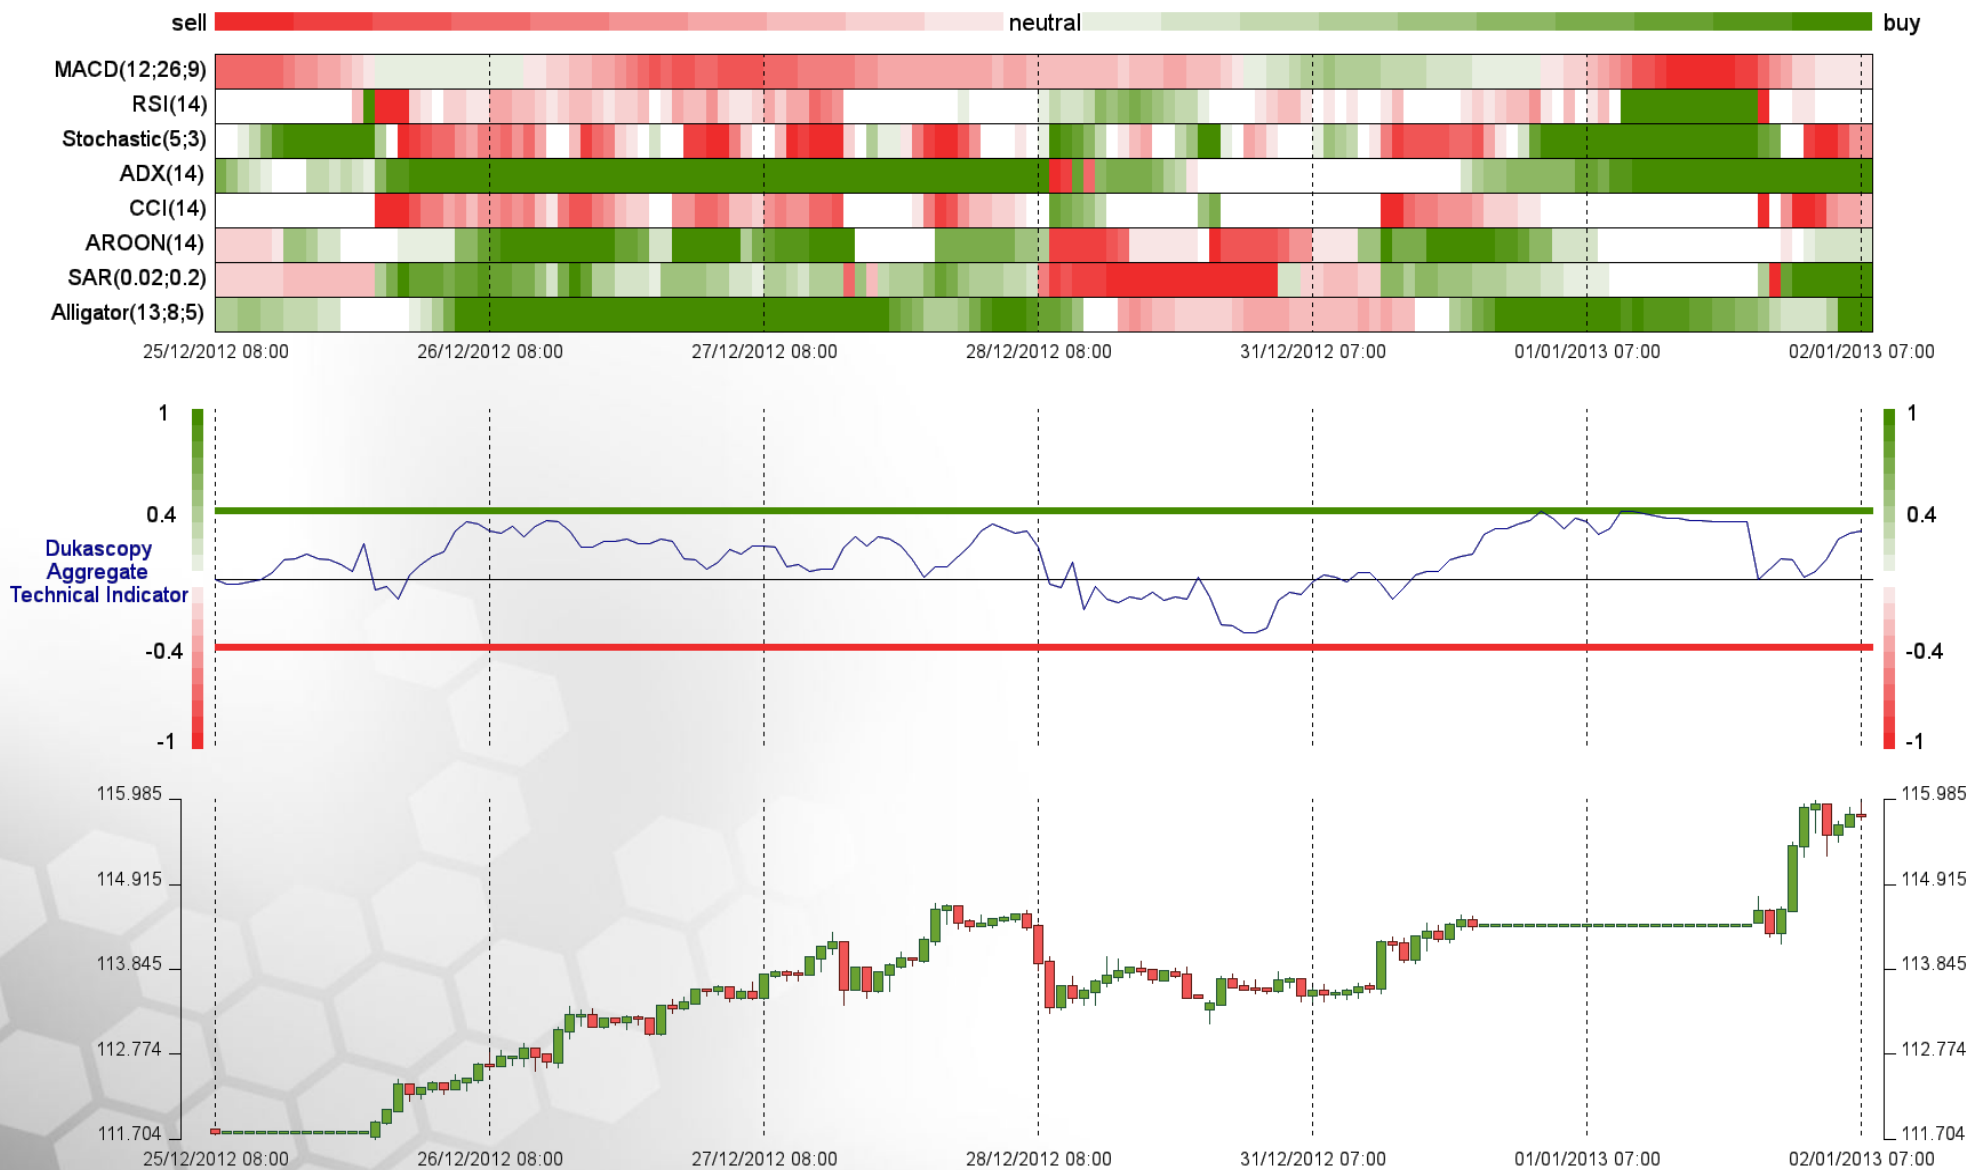 sell neutral buy
MACD(12;26;9)
RSI(14)
Stochastic(5;3)
ADX(14)
CCI(14)
AROON(14)
SAR(0.02;0.2)
Alligator(13;8;5)
25/12/2012 08:00 26/12/2012 08:00 27/12/2012 08:00 28/12/2012 08:00 31/12/2012 07:00 01/01/2013 07:00 02/01/2013 07:00
1 1
0.4 0.4
Dukascopy
Aggregate
Technical Indicator
-0.4 -0.4
-1 -1
115.985 115.985
114.915 114.915
113.845 113.845
112.774 112.774
111.704 111.704
25/12/2012 08:00 26/12/2012 08:00 27/12/2012 08:00 28/12/2012 08:00 31/12/2012 07:00 01/01/2013 07:00 02/01/2013 07:00